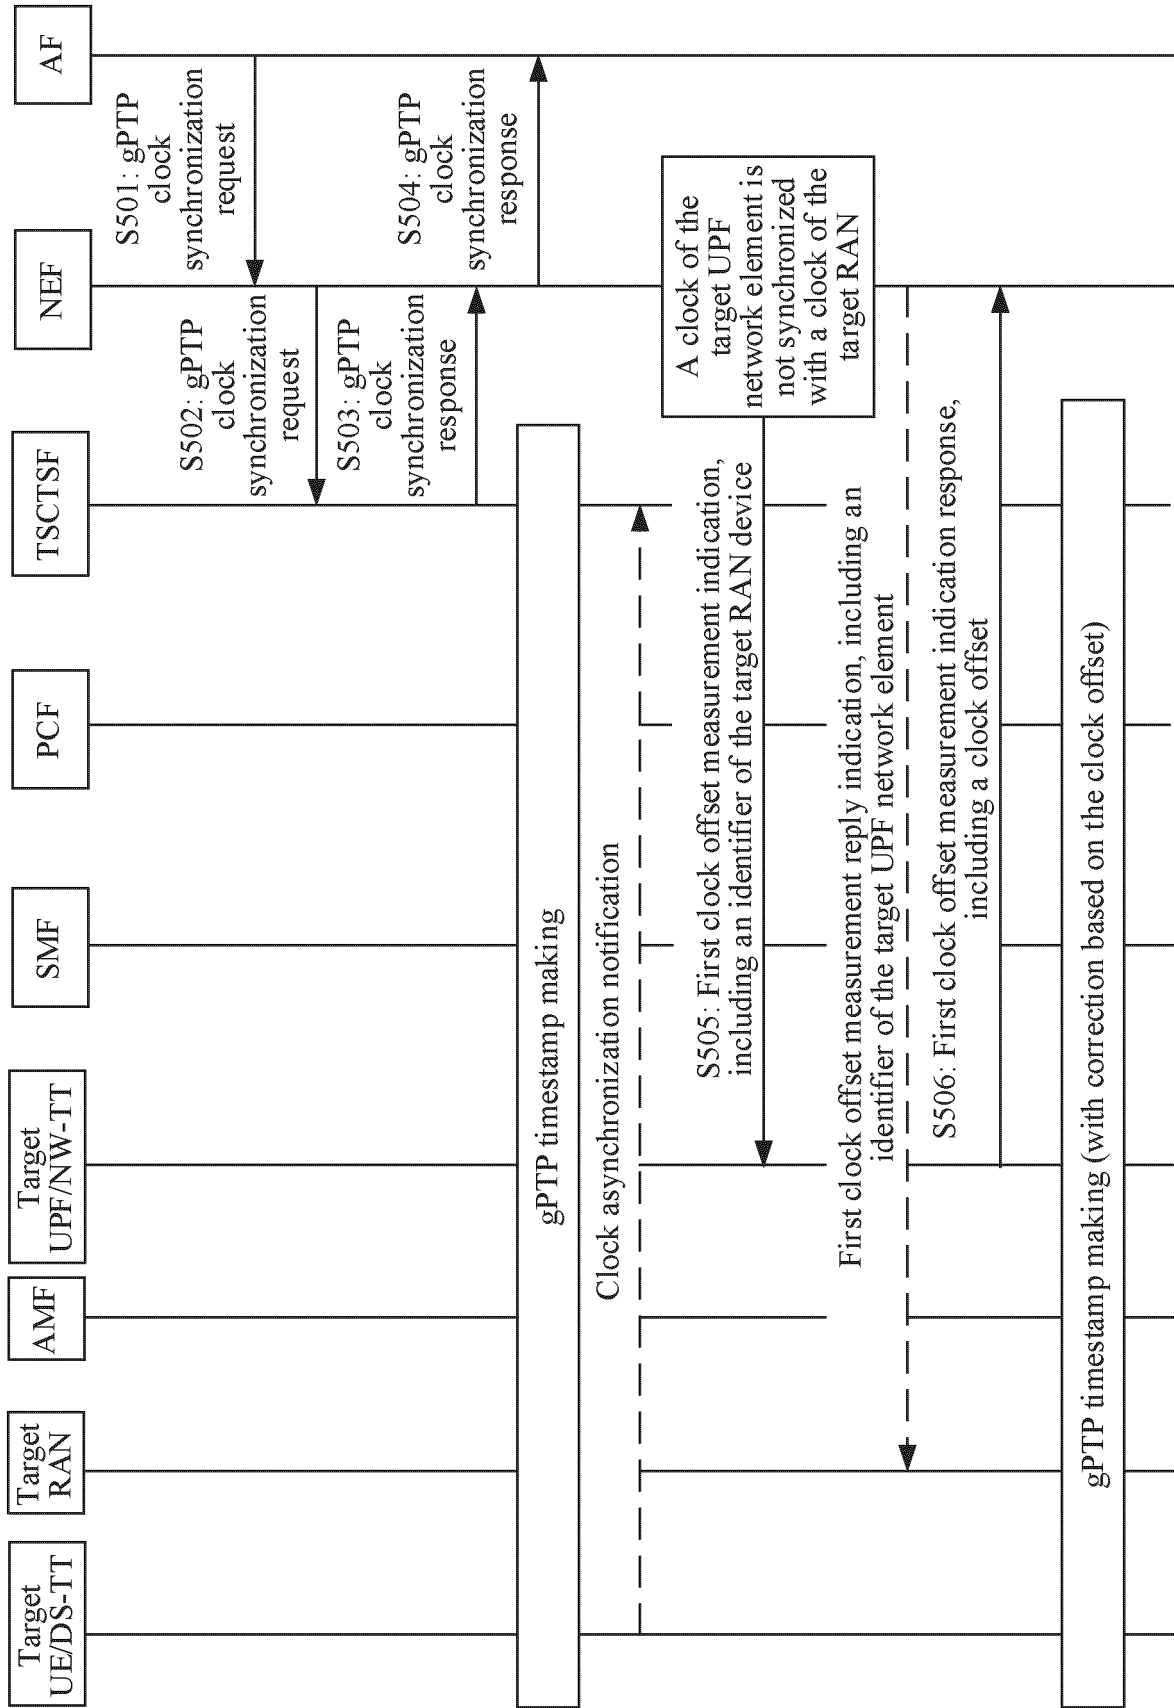 Target
UE/DS-TT
Target
RAN
AMF
Target
UPF/NW-TT
SMF
PCF
TSCTSF
NEF
AF
S501: gPTP
clock
synchronization
request
S502: gPTP
clock
synchronization
request
S503: gPTP
clock
synchronization
response
S504: gPTP
clock
synchronization
response
gPTP timestamp making
Clock asynchronization notification
A clock of the
target UPF
network element is
not synchronized
with a clock of the
target RAN
S505: First clock offset measurement indication,
including an identifier of the target RAN device
First clock offset measurement reply indication, including an
identifier of the target UPF network element
S506: First clock offset measurement indication response,
including a clock offset
gPTP timestamp making (with correction based on the clock offset)